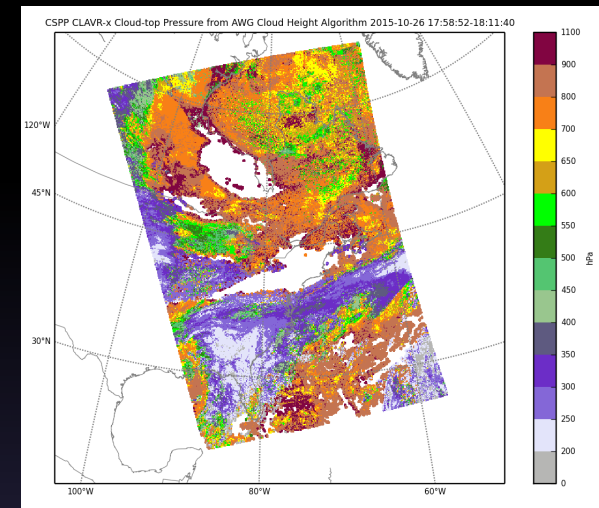 CSPP CLAVR-x Cloud-top Pressure from AWG Cloud Height Algorithm 2015-10-26 17:58:52-18:11:40
1100
900
800
700
650
600
550
500
450
400
350
300
250
200
0
hPa
120°W
45°N
30°N
100°W 80°W 60°W